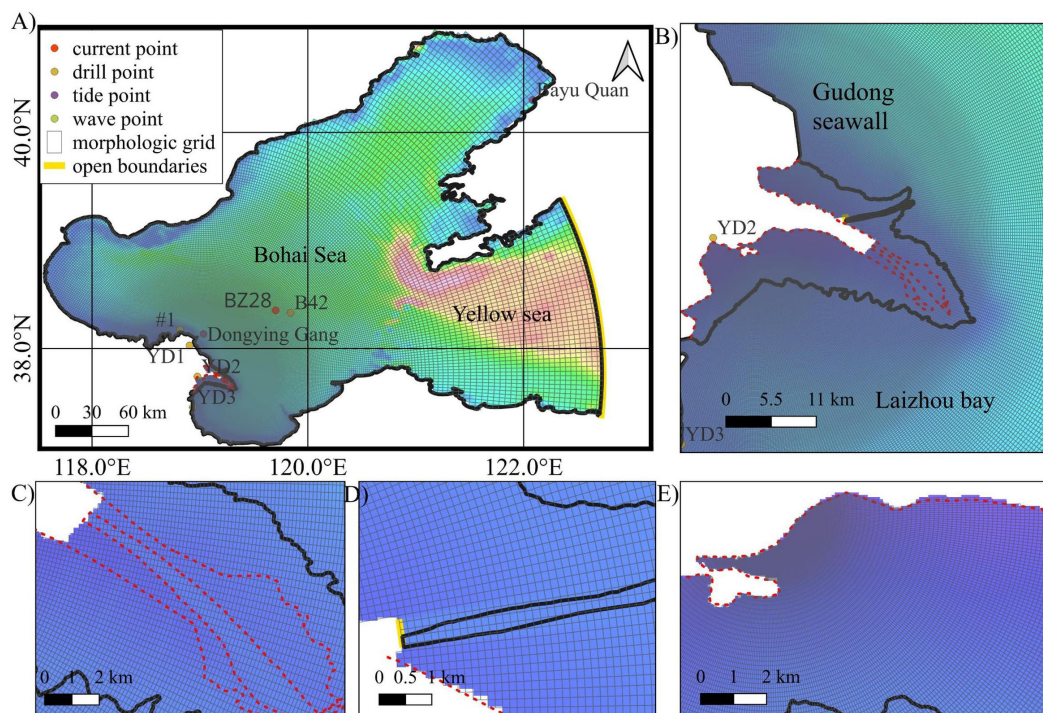 A)
current point
drill point
tide point
wave point
morphologic grid
open boundaries
40.0°N
38.0°N
Bayu Quan
Bohai Sea
BZ28
B42
Yellow sea
#1
Dongying Gang
YD1
YD2
YD3
0 30 60 km
118.0°E 120.0°E 122.0°E
B)
Gudong
seawall
YD2
0 5.5 11 km
Laizhou bay
YD3
C)
0 1 2 km
D)
0 0.5 1 km
E)
0 1 2 km